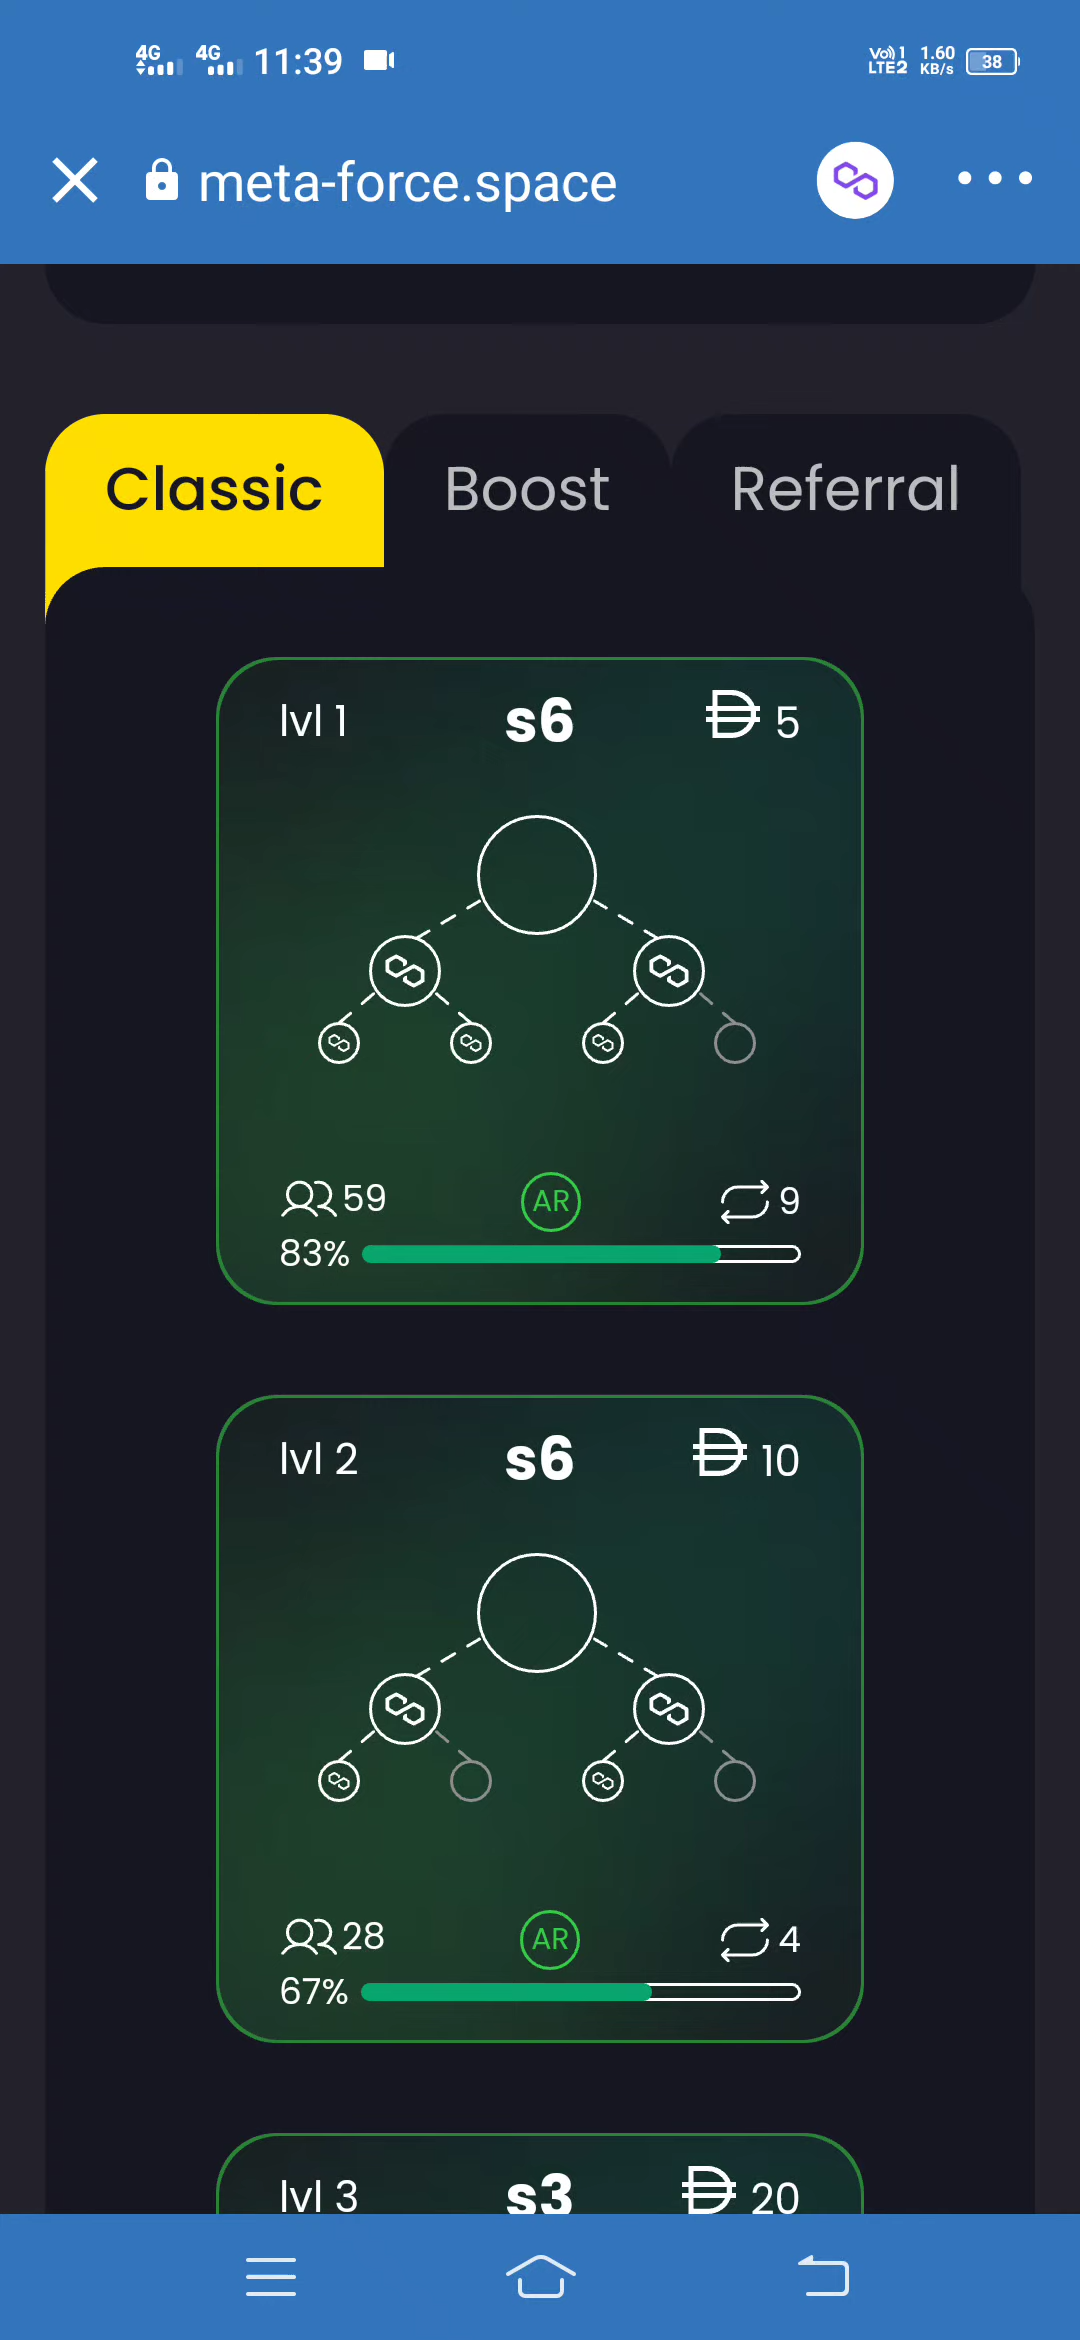 4G 4G 11:39 Vo)) 1 LTE2 1.60 KB/s 38
meta-force.space
Classic Boost Referral
lvl 1 s6 5
59 AR 9
83%
lvl 2 s6 10
28 AR 4
67%
lvl 3 s3 20